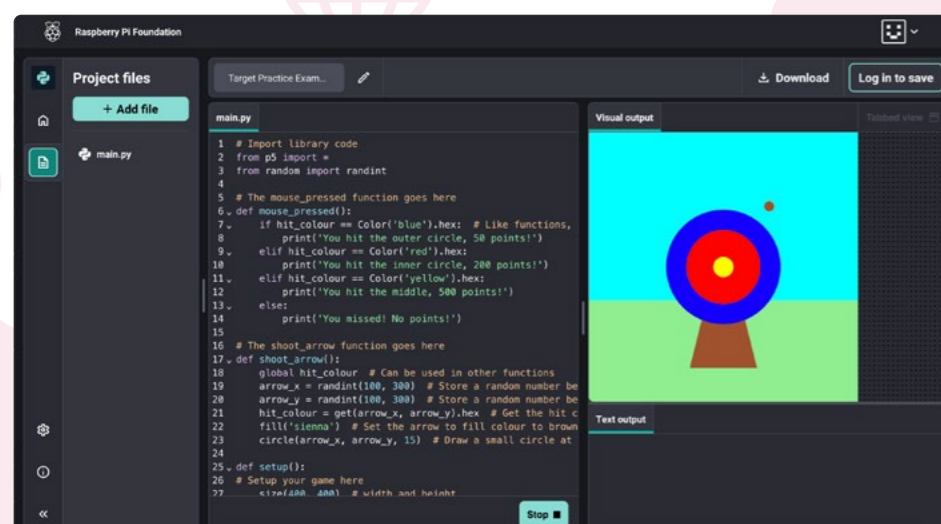 Raspberry Pi Foundation
Project files
Target Practice Exam...
Download
Log in to save
+ Add file
main.py
main.py
Visual output
Tabbed view
1 # Import library code
2 from p5 import *
3 from random import randint
4
5 # The mouse_pressed function goes here
6 def mouse_pressed():
7 if hit_colour == Color('blue').hex: # Like functions,
8 print('You hit the outer circle, 50 points!')
9 elif hit_colour == Color('red').hex:
10 print('You hit the inner circle, 200 points!')
11 elif hit_colour == Color('yellow').hex:
12 print('You hit the middle, 500 points!')
13 else:
14 print('You missed! No points!')
15
16 # The shoot_arrow function goes here
17 def shoot_arrow():
18 global hit_colour # Can be used in other functions
19 arrow_x = randint(100, 300) # Store a random number be
20 arrow_y = randint(100, 300) # Store a random number be
21 hit_colour = get(arrow_x, arrow_y).hex # Get the hit c
22 fill('sienna') # Set the arrow to fill colour to brown
23 circle(arrow_x, arrow_y, 15) # Draw a small circle at
24
25 def setup():
26 # Setup your game here
27 size(400, 400) # width and height
Text output
Stop